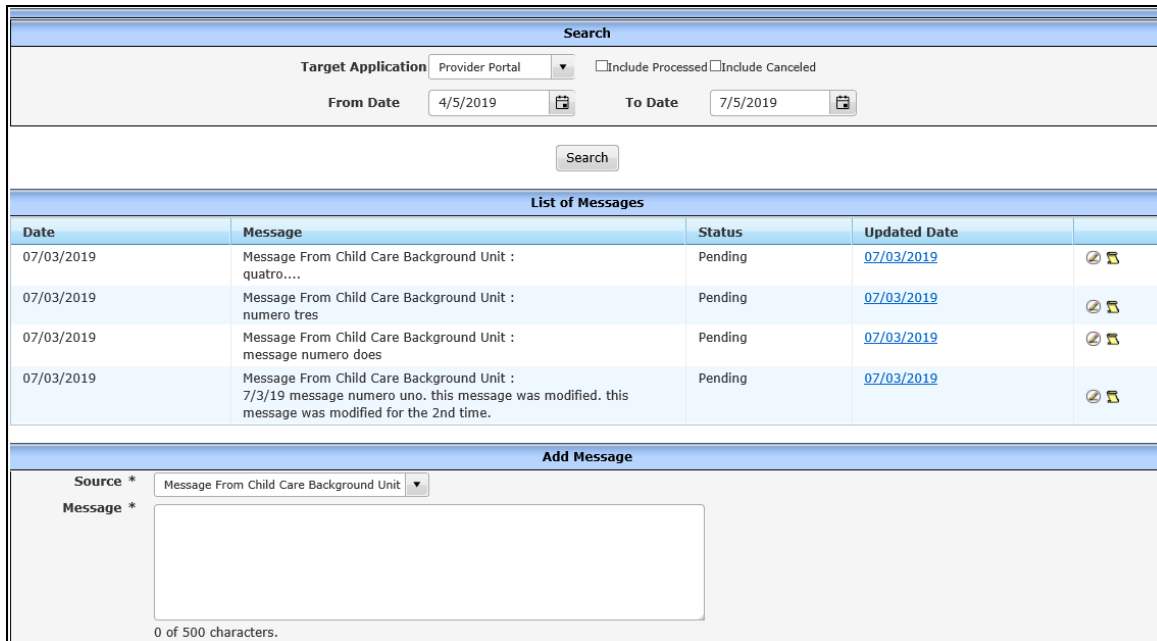 Search
Target Application Provider Portal Include Processed Include Canceled
From Date 4/5/2019 To Date 7/5/2019
Search
List of Messages
Date Message Status Updated Date
07/03/2019 Message From Child Care Background Unit : Pending 07/03/2019
quatro....
07/03/2019 Message From Child Care Background Unit : Pending 07/03/2019
numero tres
07/03/2019 Message From Child Care Background Unit : Pending 07/03/2019
message numero does
07/03/2019 Message From Child Care Background Unit : Pending 07/03/2019
7/3/19 message numero uno. this message was modified. this
message was modified for the 2nd time.
Add Message
Source * Message From Child Care Background Unit
Message *
0 of 500 characters.